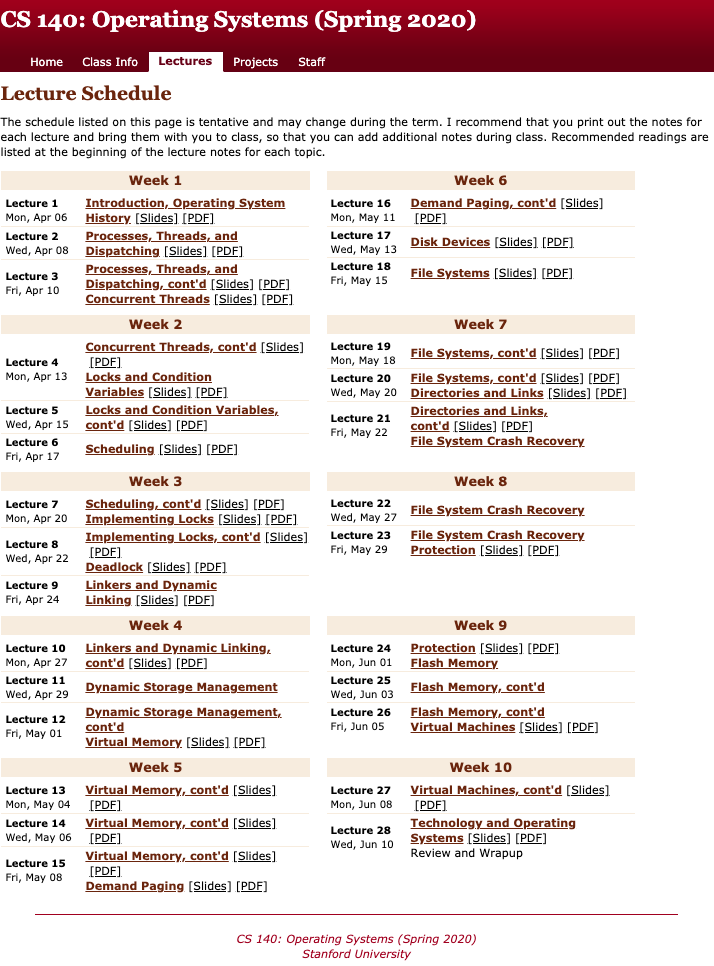 CS 140: Operating Systems (Spring 2020)
Home Class Info Lectures Projects Staff
Lecture Schedule
The schedule listed on this page is tentative and may change during the term. I recommend that you print out the notes for
each lecture and bring them with you to class, so that you can add additional notes during class. Recommended readings are
listed at the beginning of the lecture notes for each topic.
Week 1
Lecture 1
Mon, Apr 06
Introduction, Operating System
History [Slides] [PDF]
Lecture 2
Wed, Apr 08
Processes, Threads, and
Dispatching [Slides] [PDF]
Lecture 3
Fri, Apr 10
Processes, Threads, and
Dispatching, cont'd [Slides] [PDF]
Concurrent Threads [Slides] [PDF]
Week 2
Lecture 4
Mon, Apr 13
Concurrent Threads, cont'd [Slides]
[PDF]
Locks and Condition
Variables [Slides] [PDF]
Lecture 5
Wed, Apr 15
Locks and Condition Variables,
cont'd [Slides] [PDF]
Lecture 6
Fri, Apr 17
Scheduling [Slides] [PDF]
Week 3
Lecture 7
Mon, Apr 20
Scheduling, cont'd [Slides] [PDF]
Implementing Locks [Slides] [PDF]
Lecture 8
Wed, Apr 22
Implementing Locks, cont'd [Slides]
[PDF]
Deadlock [Slides] [PDF]
Lecture 9
Fri, Apr 24
Linkers and Dynamic
Linking [Slides] [PDF]
Week 4
Lecture 10
Mon, Apr 27
Linkers and Dynamic Linking,
cont'd [Slides] [PDF]
Lecture 11
Wed, Apr 29
Dynamic Storage Management
Lecture 12
Fri, May 01
Dynamic Storage Management,
cont'd
Virtual Memory [Slides] [PDF]
Week 5
Lecture 13
Mon, May 04
Virtual Memory, cont'd [Slides]
[PDF]
Lecture 14
Wed, May 06
Virtual Memory, cont'd [Slides]
[PDF]
Lecture 15
Fri, May 08
Virtual Memory, cont'd [Slides]
[PDF]
Demand Paging [Slides] [PDF]
Week 6
Lecture 16
Mon, May 11
Demand Paging, cont'd [Slides]
[PDF]
Lecture 17
Wed, May 13
Disk Devices [Slides] [PDF]
Lecture 18
Fri, May 15
File Systems [Slides] [PDF]
Week 7
Lecture 19
Mon, May 18
File Systems, cont'd [Slides] [PDF]
Lecture 20
Wed, May 20
File Systems, cont'd [Slides] [PDF]
Directories and Links [Slides] [PDF]
Lecture 21
Fri, May 22
Directories and Links,
cont'd [Slides] [PDF]
File System Crash Recovery
Week 8
Lecture 22
Wed, May 27
File System Crash Recovery
Lecture 23
Fri, May 29
File System Crash Recovery
Protection [Slides] [PDF]
Week 9
Lecture 24
Mon, Jun 01
Protection [Slides] [PDF]
Flash Memory
Lecture 25
Wed, Jun 03
Flash Memory, cont'd
Lecture 26
Fri, Jun 05
Flash Memory, cont'd
Virtual Machines [Slides] [PDF]
Week 10
Lecture 27
Mon, Jun 08
Virtual Machines, cont'd [Slides]
[PDF]
Lecture 28
Wed, Jun 10
Technology and Operating
Systems [Slides] [PDF]
Review and Wrapup
CS 140: Operating Systems (Spring 2020)
Stanford University